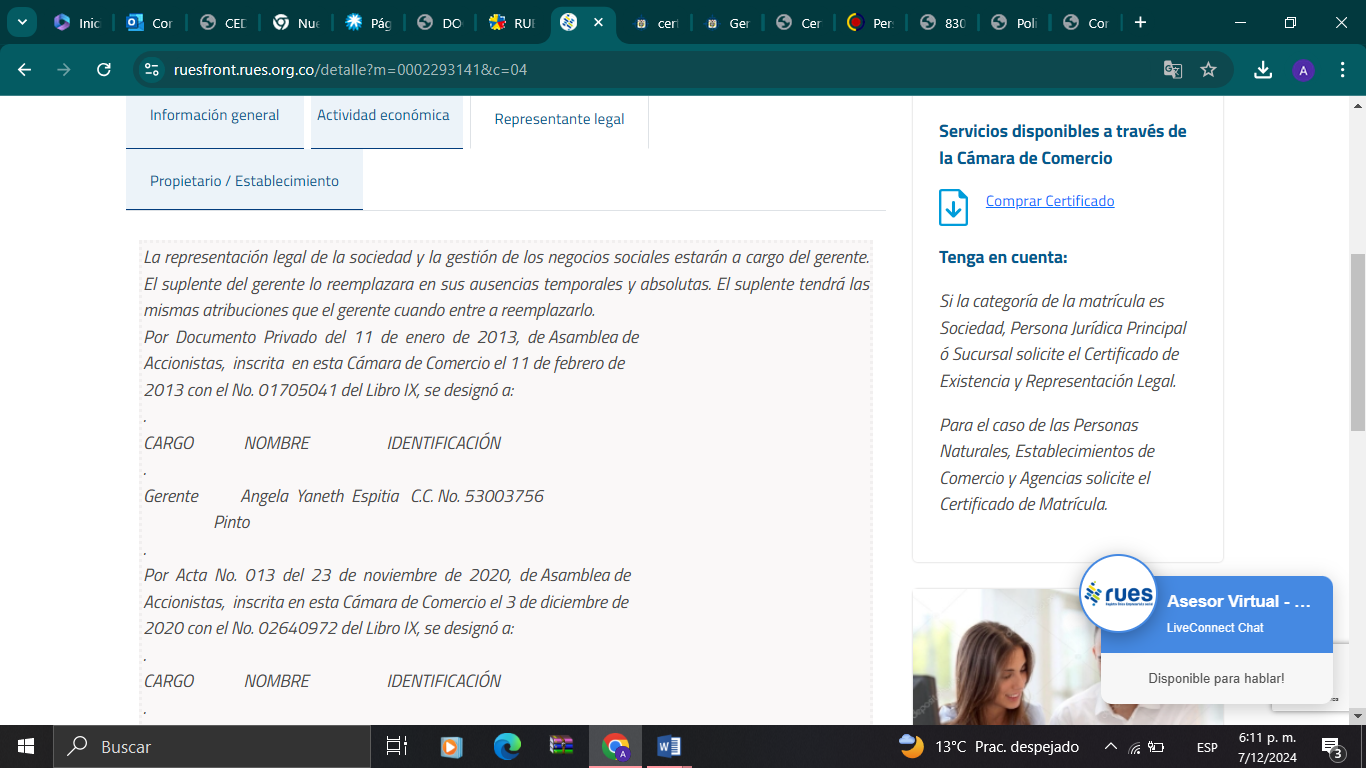 Inic
Cor
CED
Nue
Pág
DO
RUE
cert
Ger
Cer
Pers
830
Poli
Cor
ruesfront.rues.org.co/detalle?m=0002293141&c=04
A
Información general
Actividad económica
Representante legal
Propietario / Establecimiento
La representación legal de la sociedad y la gestión de los negocios sociales estarán a cargo del gerente.
El suplente del gerente lo reemplazara en sus ausencias temporales y absolutas. El suplente tendrá las
mismas atribuciones que el gerente cuando entre a reemplazarlo.
Por Documento Privado del 11 de enero de 2013, de Asamblea de
Accionistas, inscrita en esta Cámara de Comercio el 11 de febrero de
2013 con el No. 01705041 del Libro IX, se designó a:
.
CARGO NOMBRE IDENTIFICACIÓN
.
Gerente Angela Yaneth Espitia C.C. No. 53003756
Pinto
.
Por Acta No. 013 del 23 de noviembre de 2020, de Asamblea de
Accionistas, inscrita en esta Cámara de Comercio el 3 de diciembre de
2020 con el No. 02640972 del Libro IX, se designó a:
.
CARGO NOMBRE IDENTIFICACIÓN
.
Servicios disponibles a través de
la Cámara de Comercio
Comprar Certificado
Tenga en cuenta:
Si la categoría de la matrícula es
Sociedad, Persona Jurídica Principal
ó Sucursal solicite el Certificado de
Existencia y Representación Legal.
Para el caso de las Personas
Naturales, Establecimientos de
Comercio y Agencias solicite el
Certificado de Matrícula.
rues
Asesor Virtual - ...
LiveConnect Chat
Disponible para hablar!
Buscar
13°C Prac. despejado
ESP
6:11 p. m.
7/12/2024
3